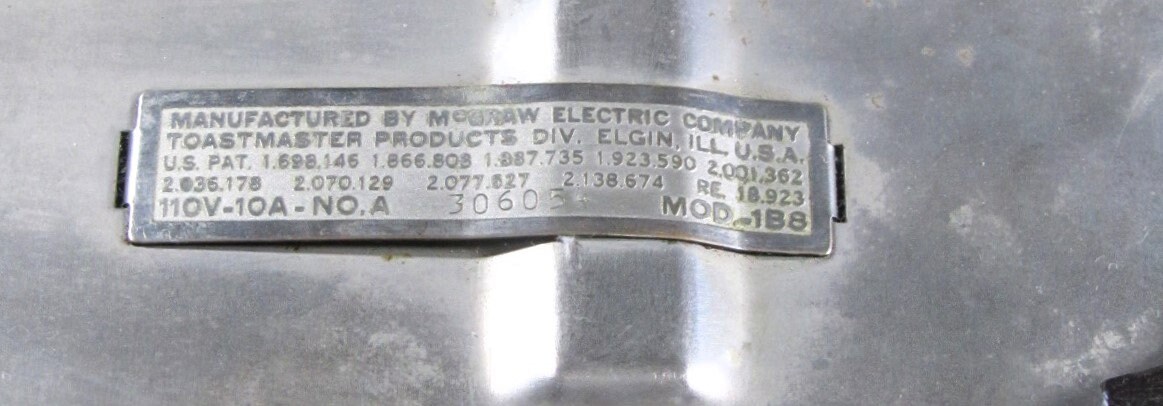 MANUFACTURED BY McGRAW ELECTRIC COMPANY
TOASTMASTER PRODUCTS DIV. ELGIN, ILL. U.S.A.
U.S. PAT. 1.698.146 1.866.808 1.387.735 1.923.590 2.001.362
2.036.178 2.070.129 2.077.627 2.138.674 RE. 18.923
110V-10A-NO.A 30605 MOD.-1B8